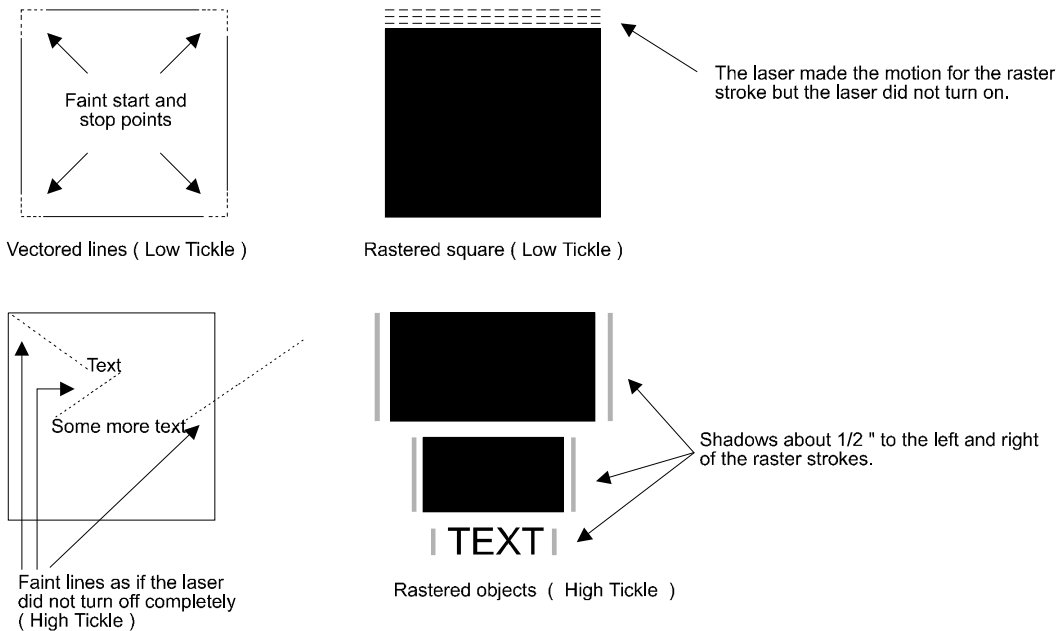 Faint start and
stop points
Vectored lines ( Low Tickle )
The laser made the motion for the raster
stroke but the laser did not turn on.
Rastered square ( Low Tickle )
Text
Some more text
Faint lines as if the laser
did not turn off completely
( High Tickle )
Shadows about 1/2 " to the left and right
of the raster strokes.
TEXT
Rastered objects ( High Tickle )